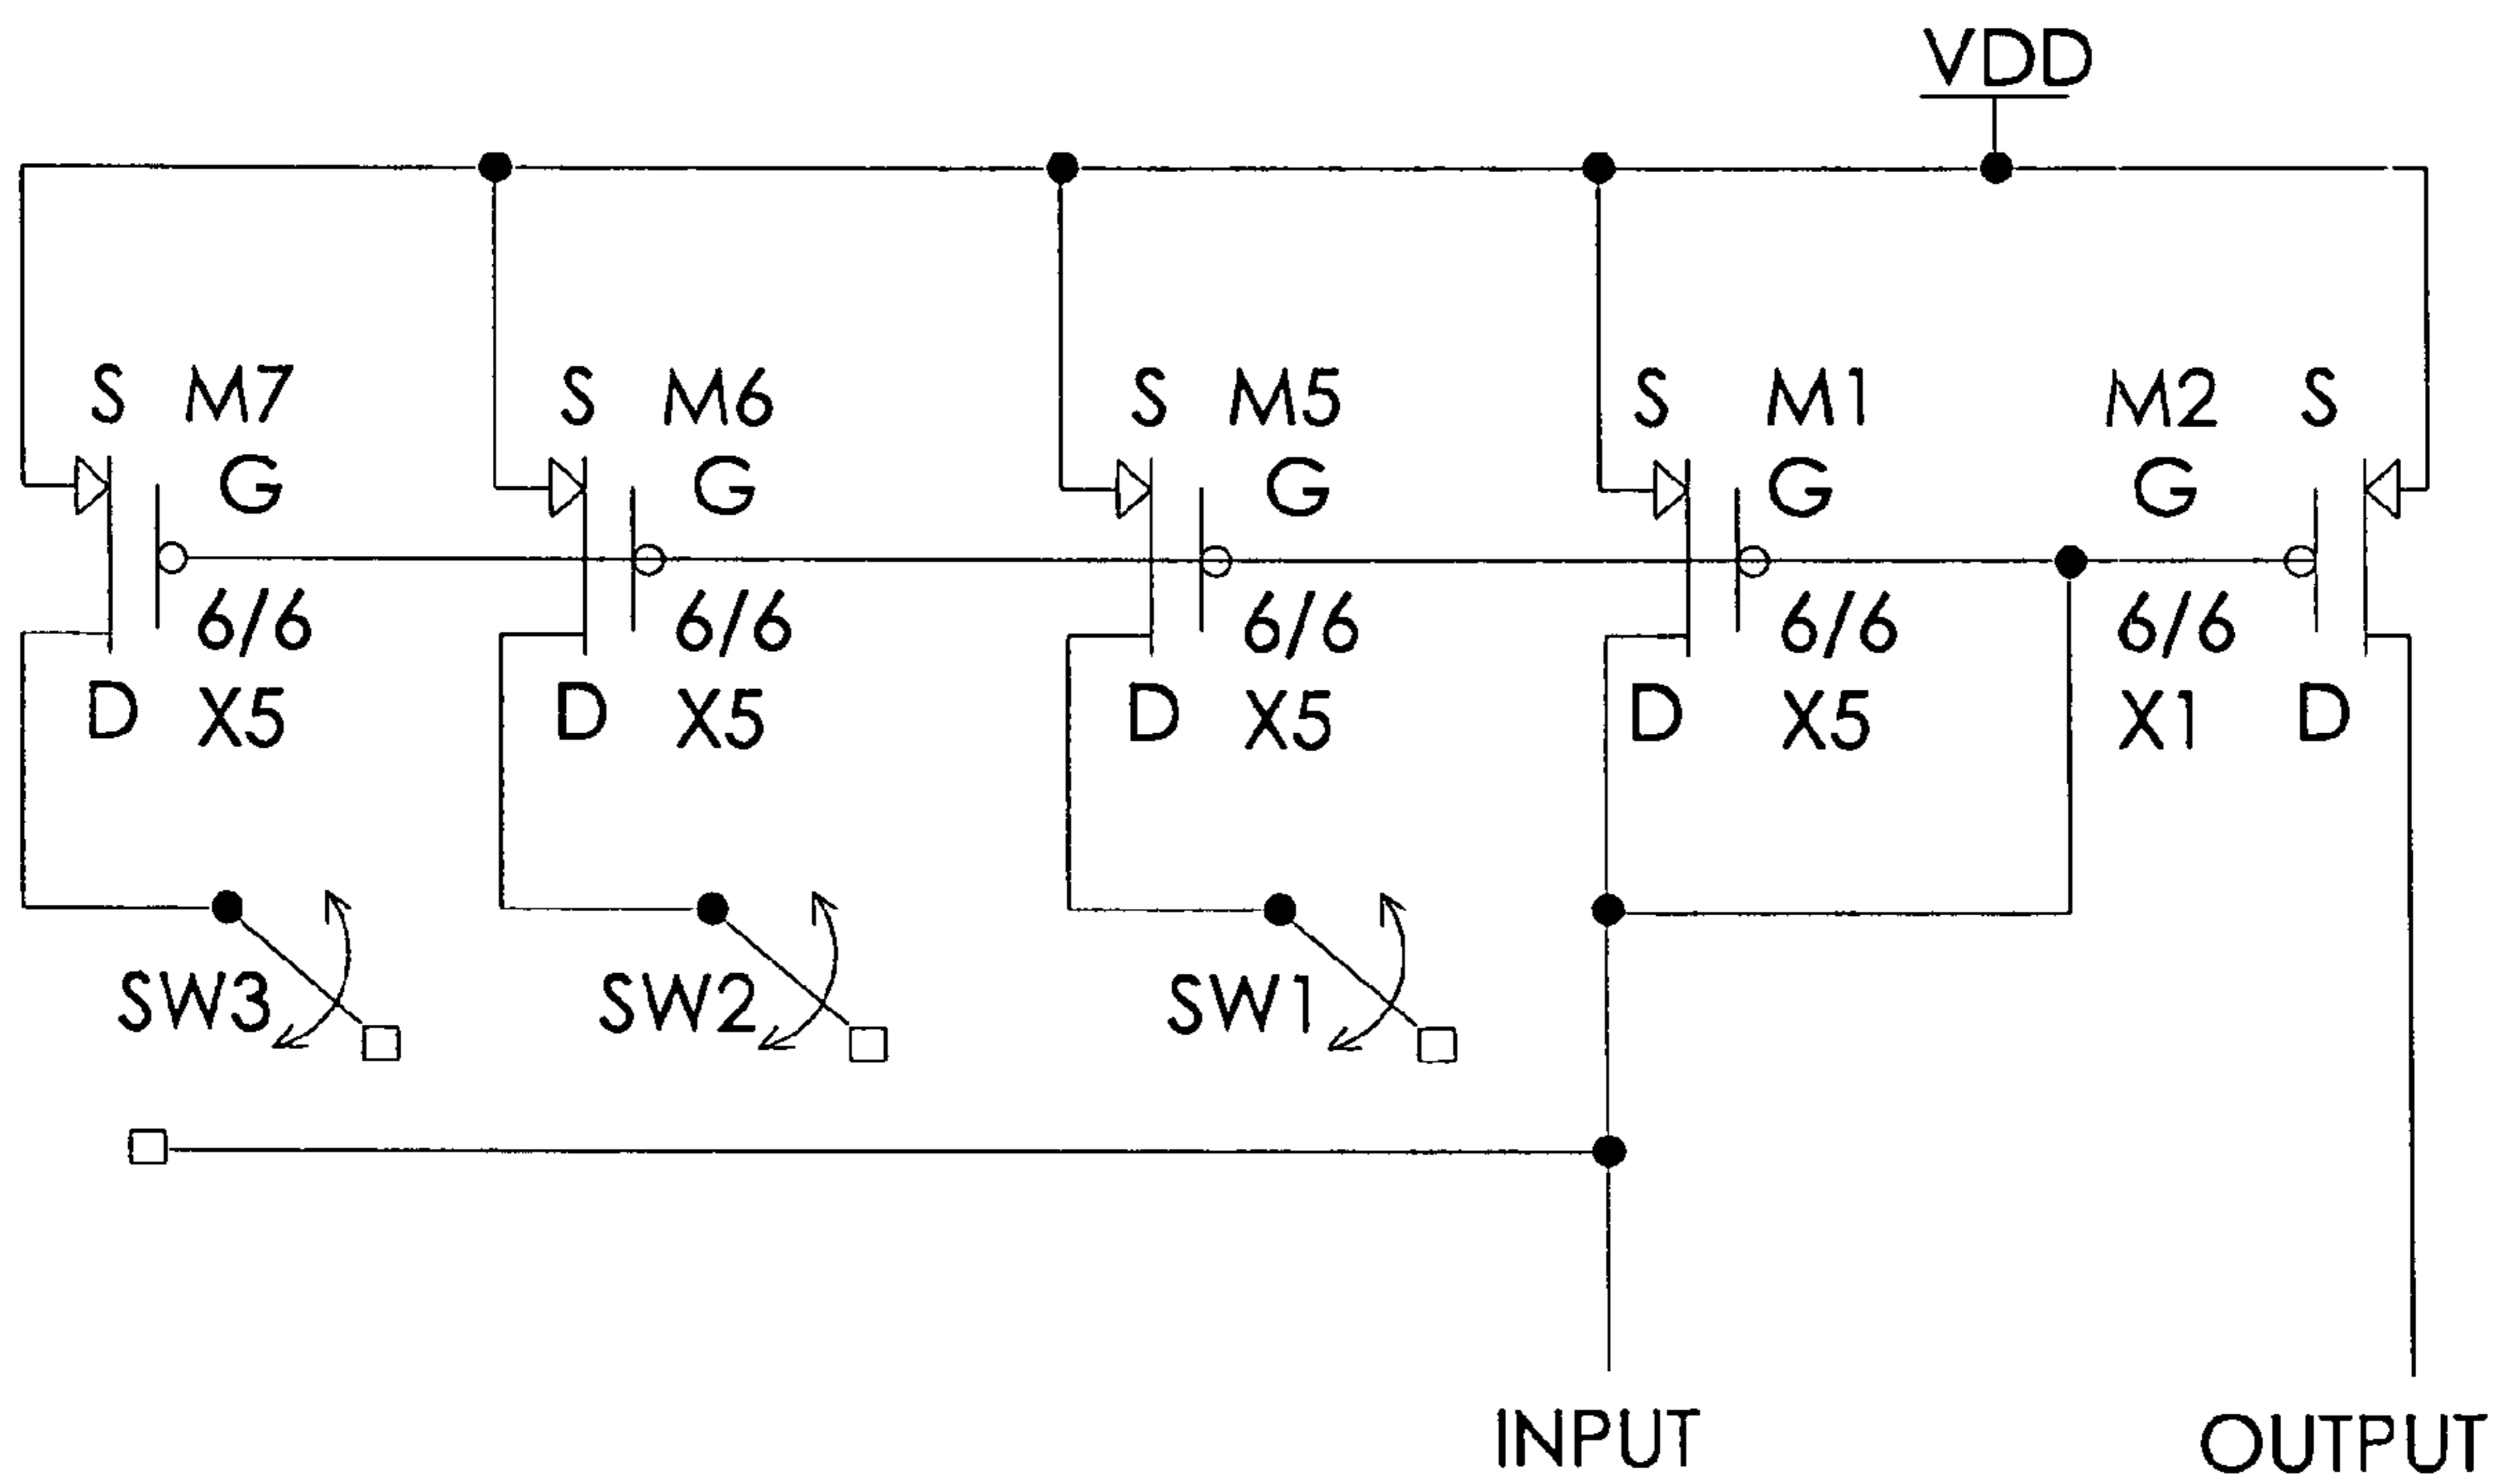 VDD
S M7 S M6 S M5 S M1 M2 S
G G G G G
6/6 6/6 6/6 6/6 6/6
D X5 D X5 D X5 D X5 X1 D
SW3 SW2 SW1
INPUT OUTPUT